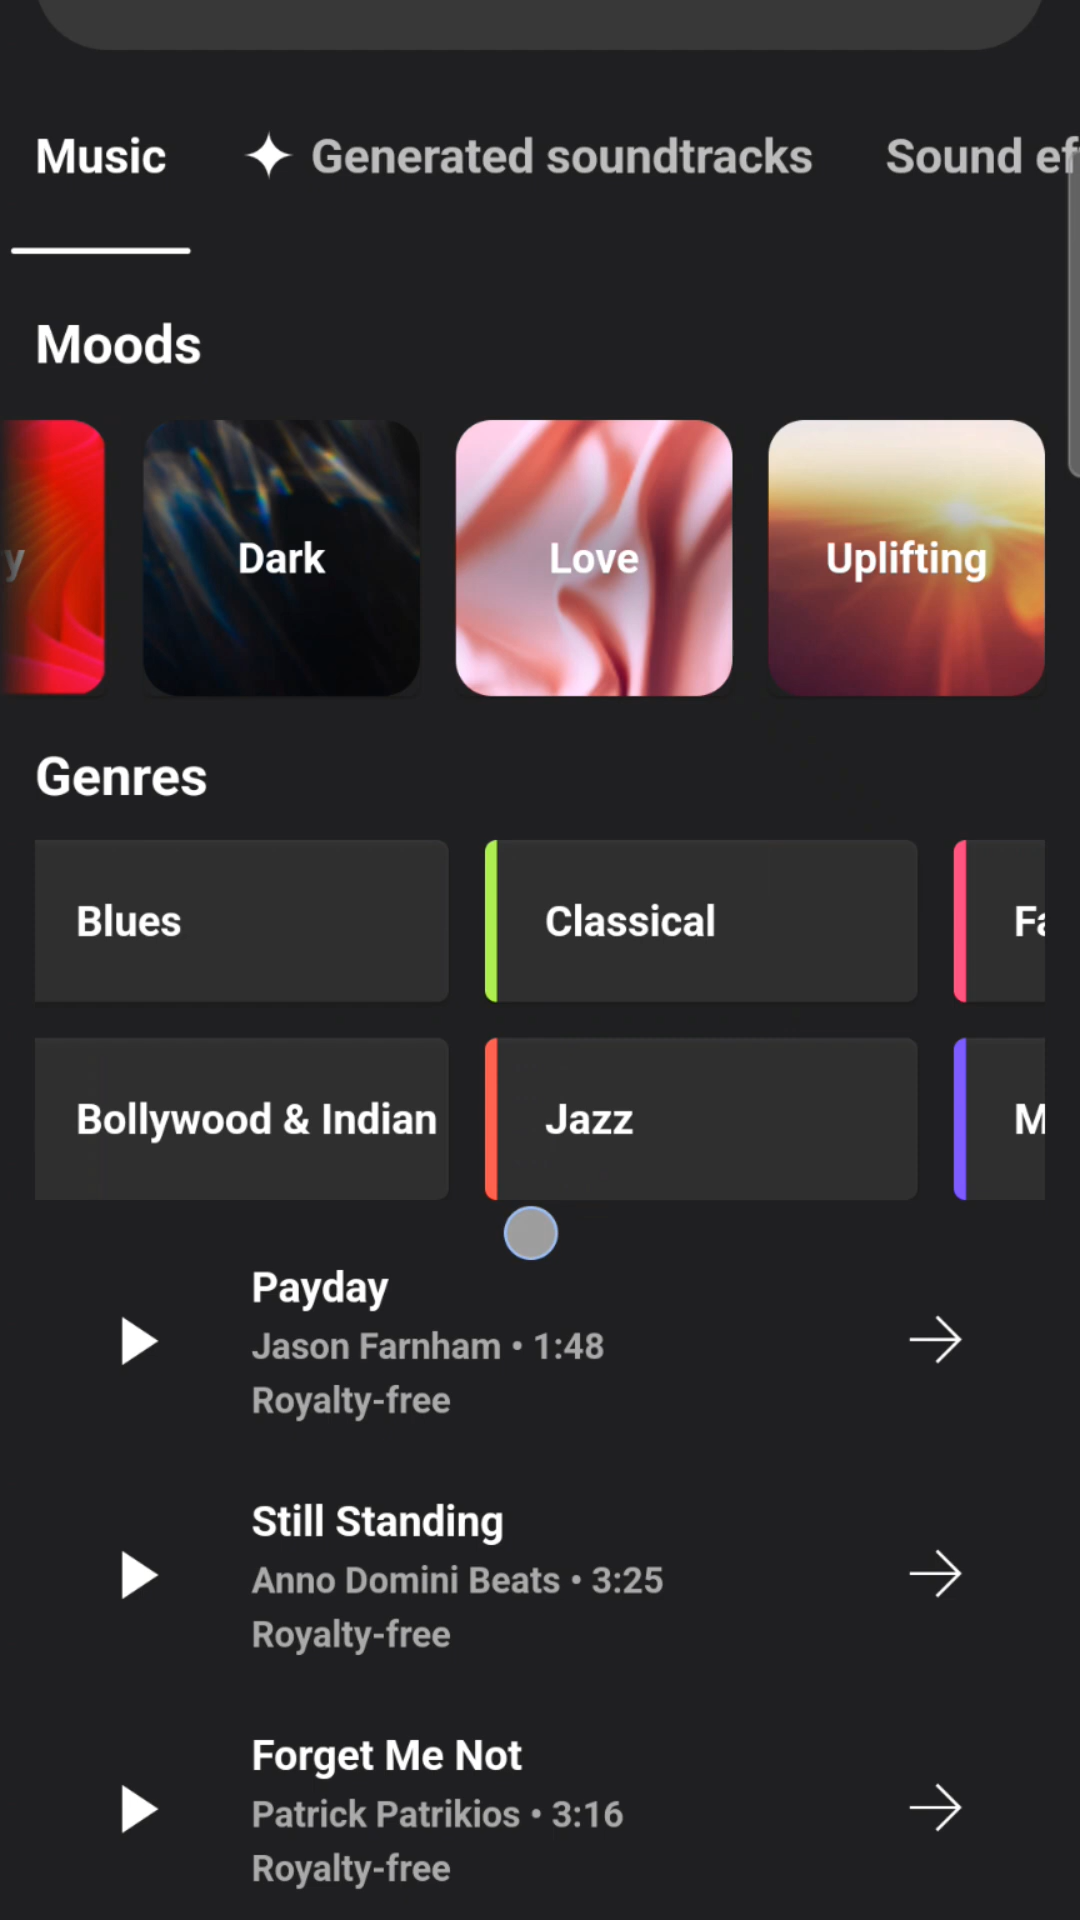 Music
Generated soundtracks
Sound
Moods
Dark
Love
Uplifting
Genres
Blues
Classical
Bollywood & Indian
Jazz
Payday
Jason Farnham • 1:48
Royalty-free
Still Standing
Anno Domini Beats • 3:25
Royalty-free
Forget Me Not
Patrick Patrikios • 3:16
Royalty-free